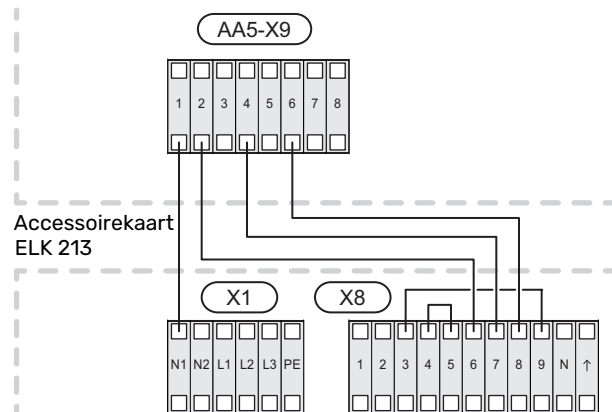 AA5-X9
1 2 3 4 5 6 7 8
Accessoirekaart
ELK 213
X1 X8
N1 N2 L1 L2 L3 PE 1 2 3 4 5 6 7 8 9 N ↑